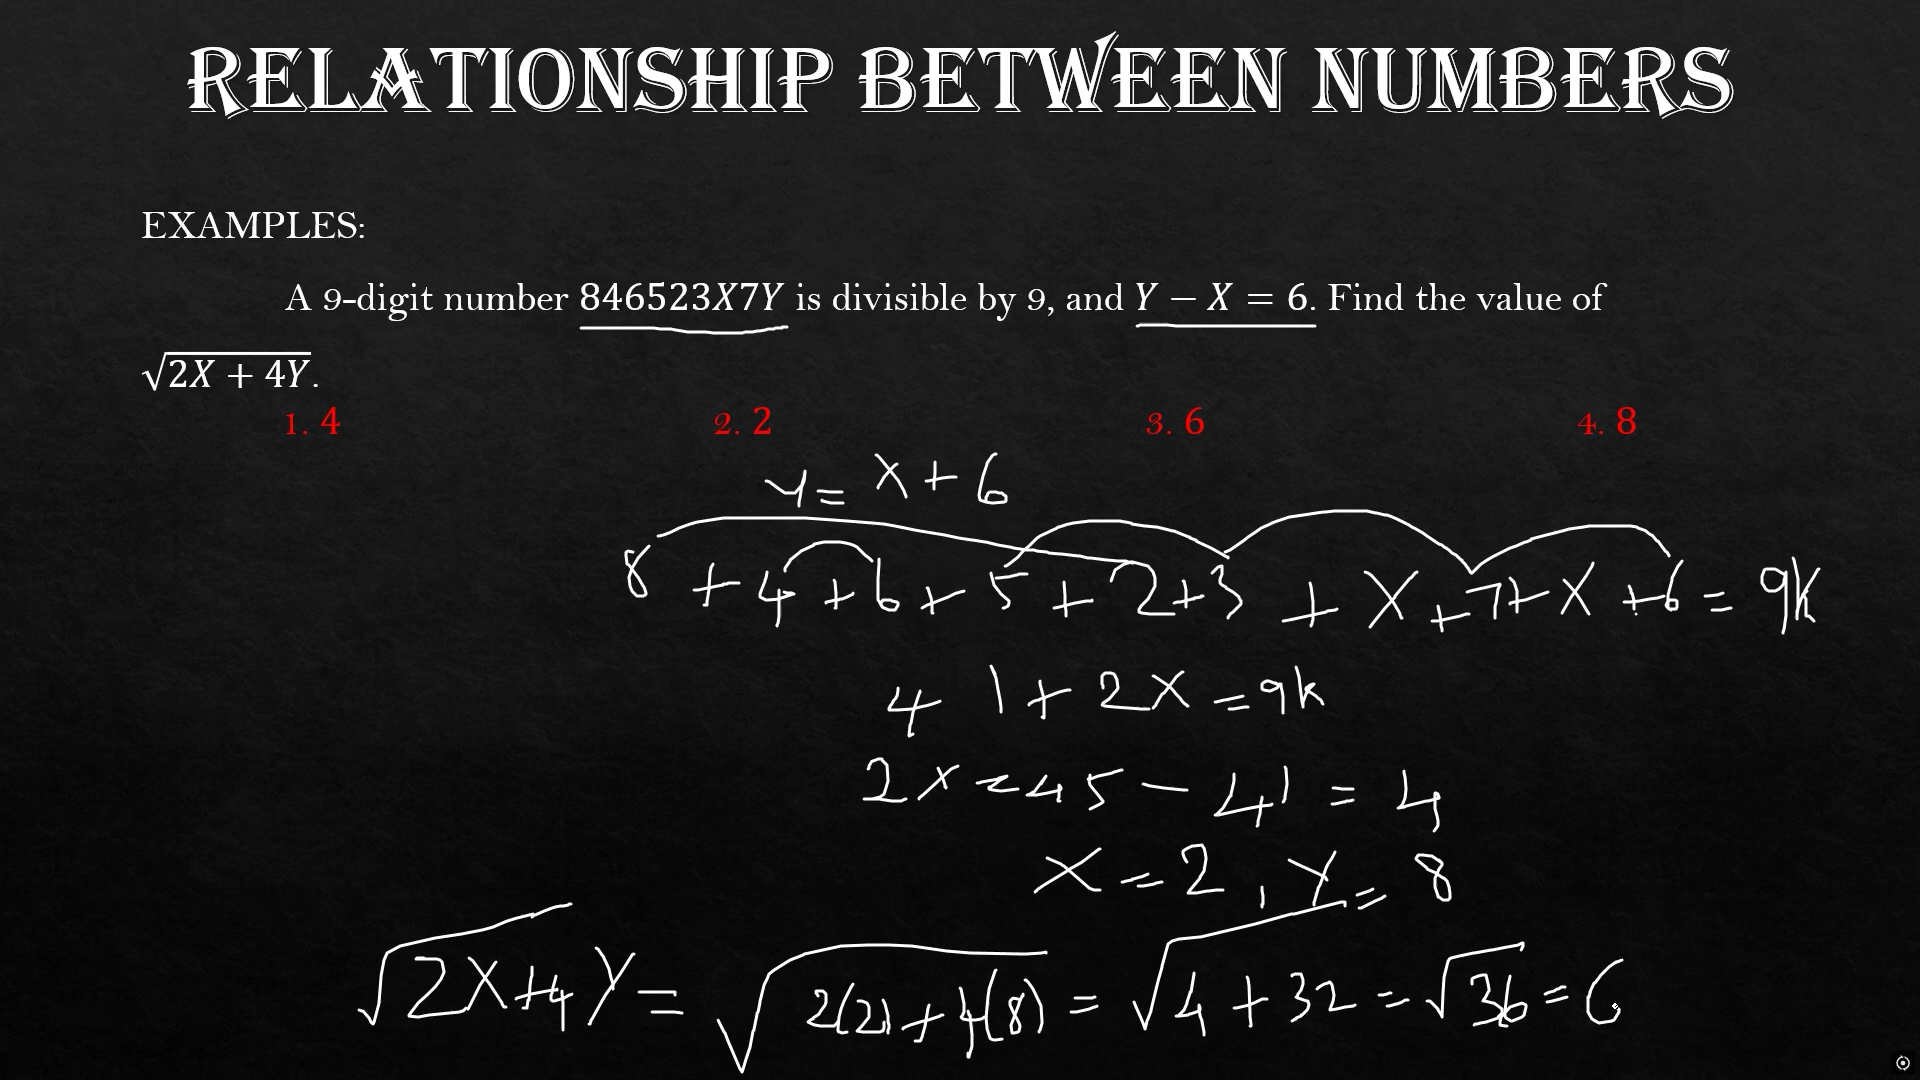 RELATIONSHIP BETWEEN NUMBERS
EXAMPLES:
A 9-digit number 846523X7Y is divisible by 9, and Y − X = 6. Find the value of
√2X + 4Y.
1. 4 2. 2 3. 6 4. 8
Y = X + 6
8 + 4 + 6 + 5 + 2 + 3 + X + 7 + X + 6 = 9k
41 + 2X = 9k
2X = 45 − 41 = 4
X = 2, Y = 8
√2X+4Y = √2(2)+4(8) = √4+32 = √36 = 6